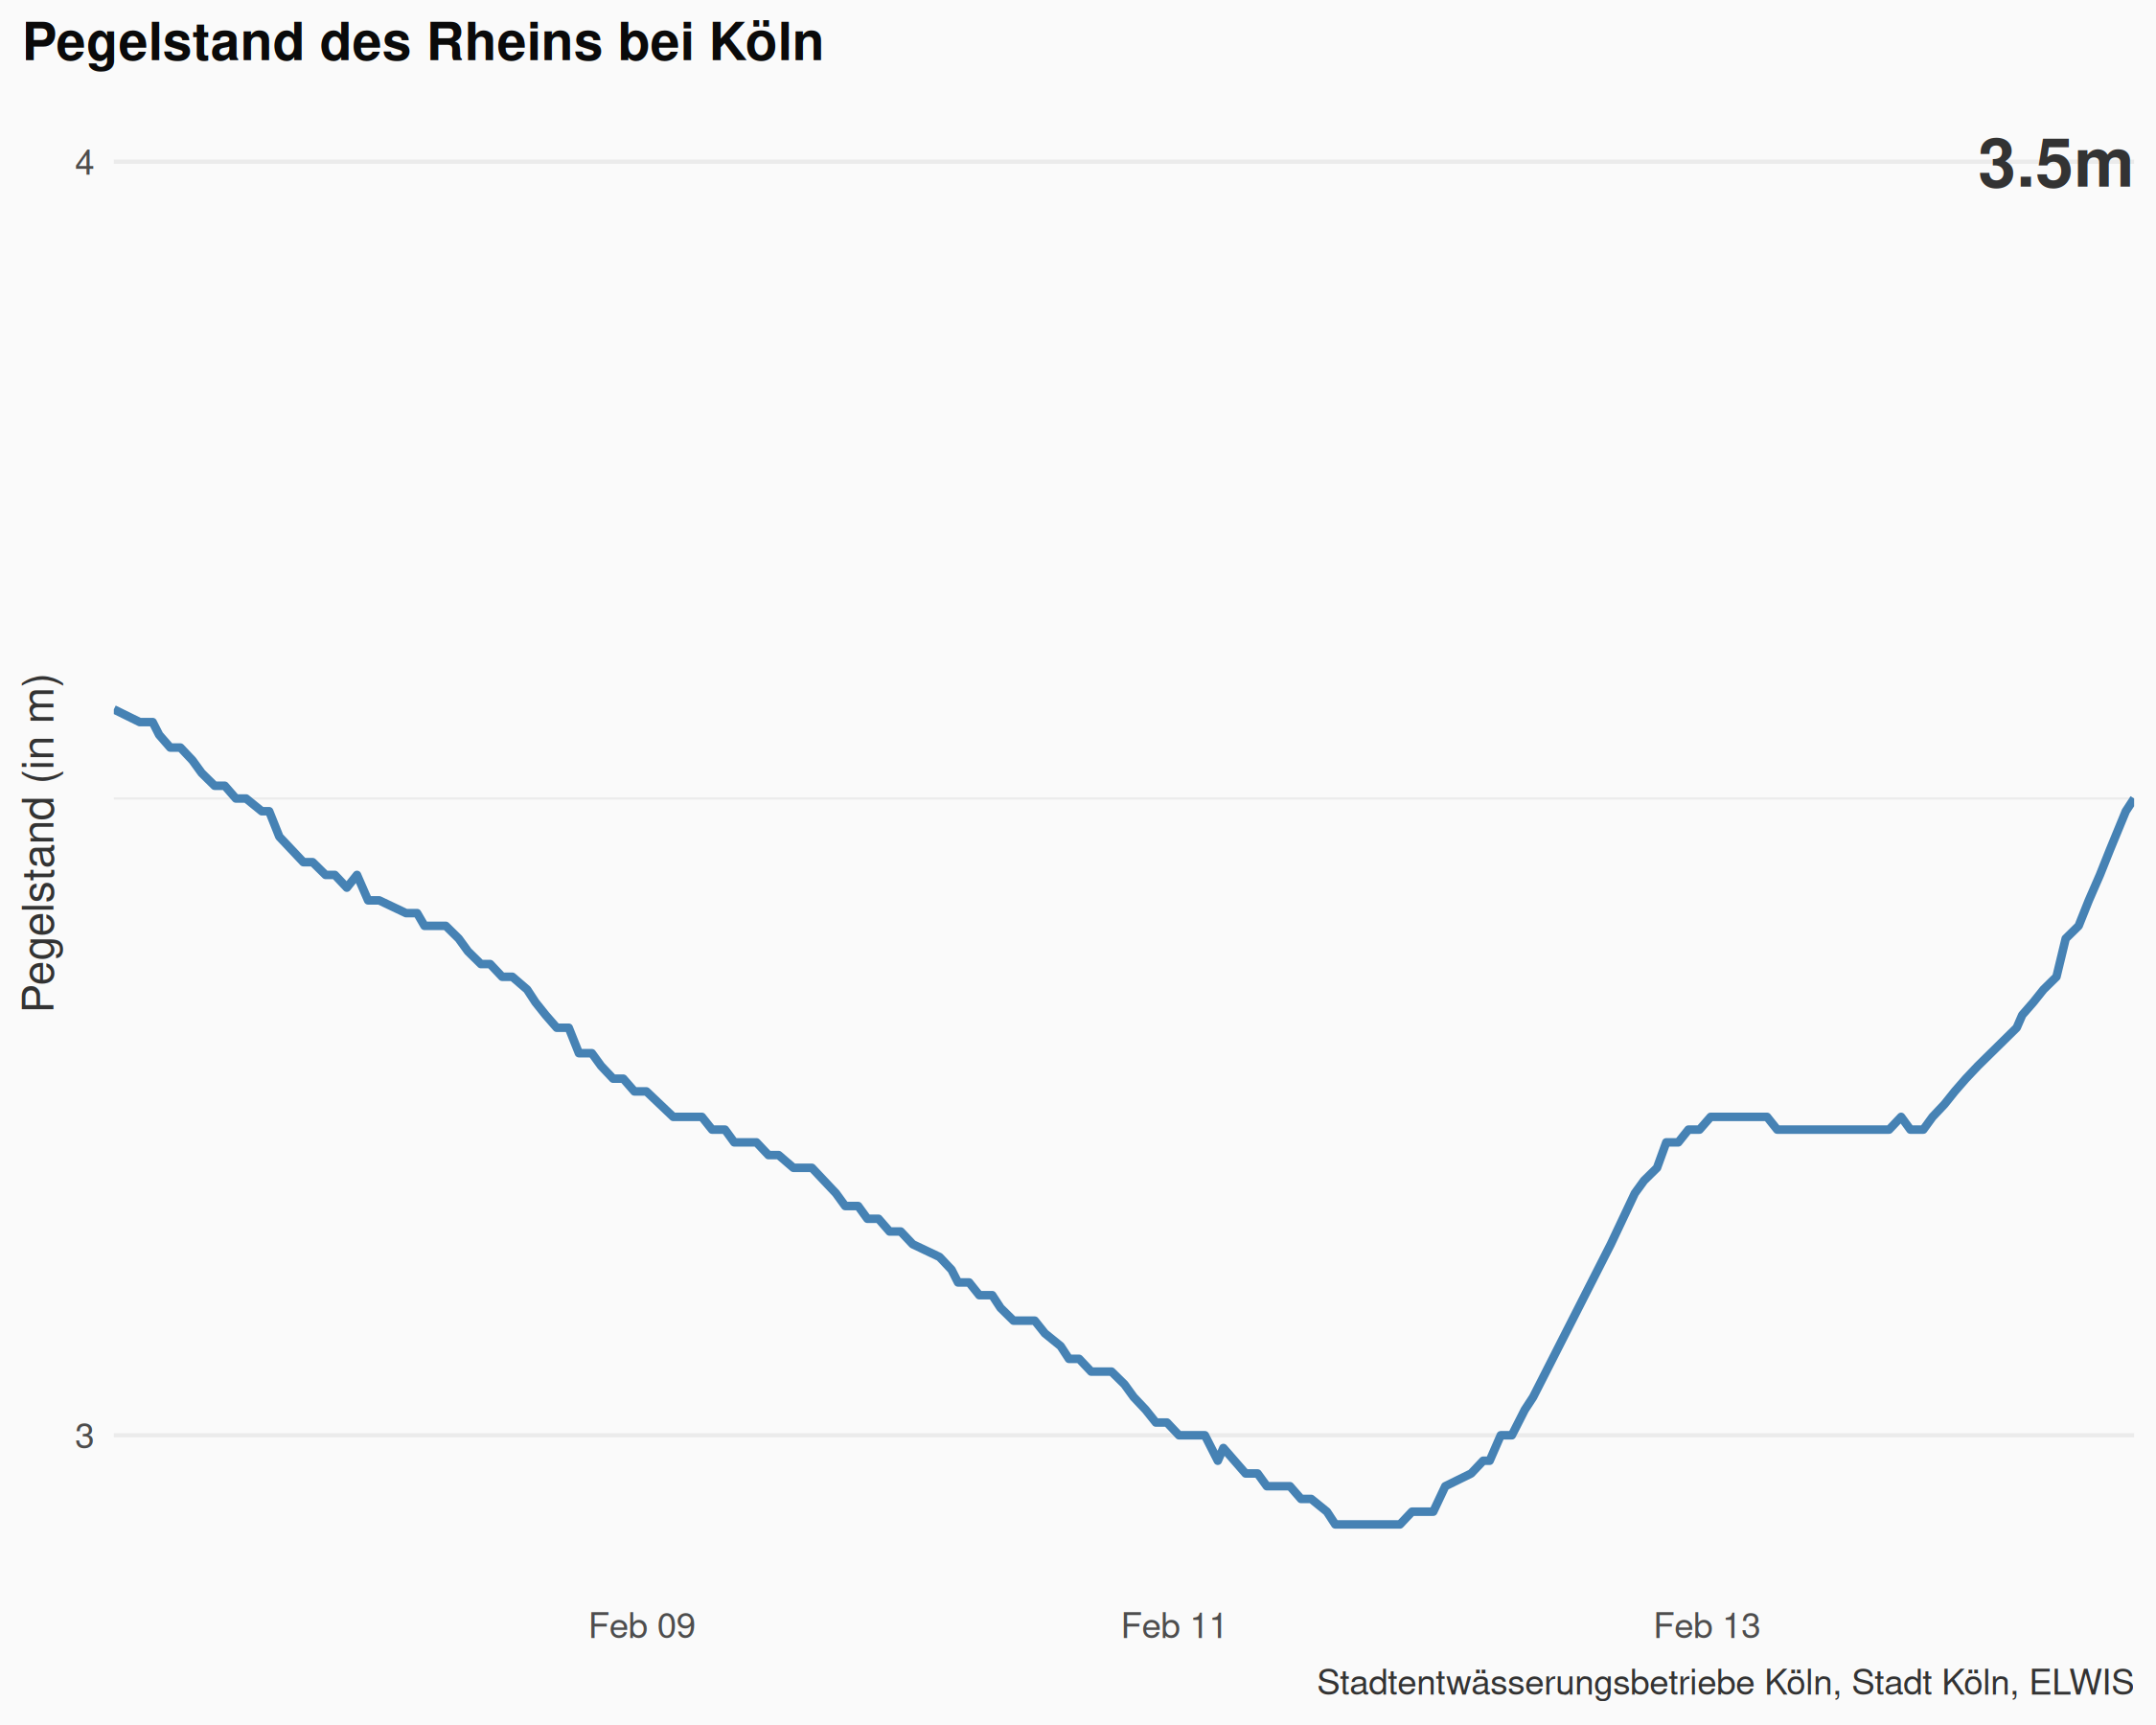 Pegelstand des Rheins bei Köln
4
3.5m
Pegelstand (in m)
3
Feb 09
Feb 11
Feb 13
Stadtentwässerungsbetriebe Köln, Stadt Köln, ELWIS